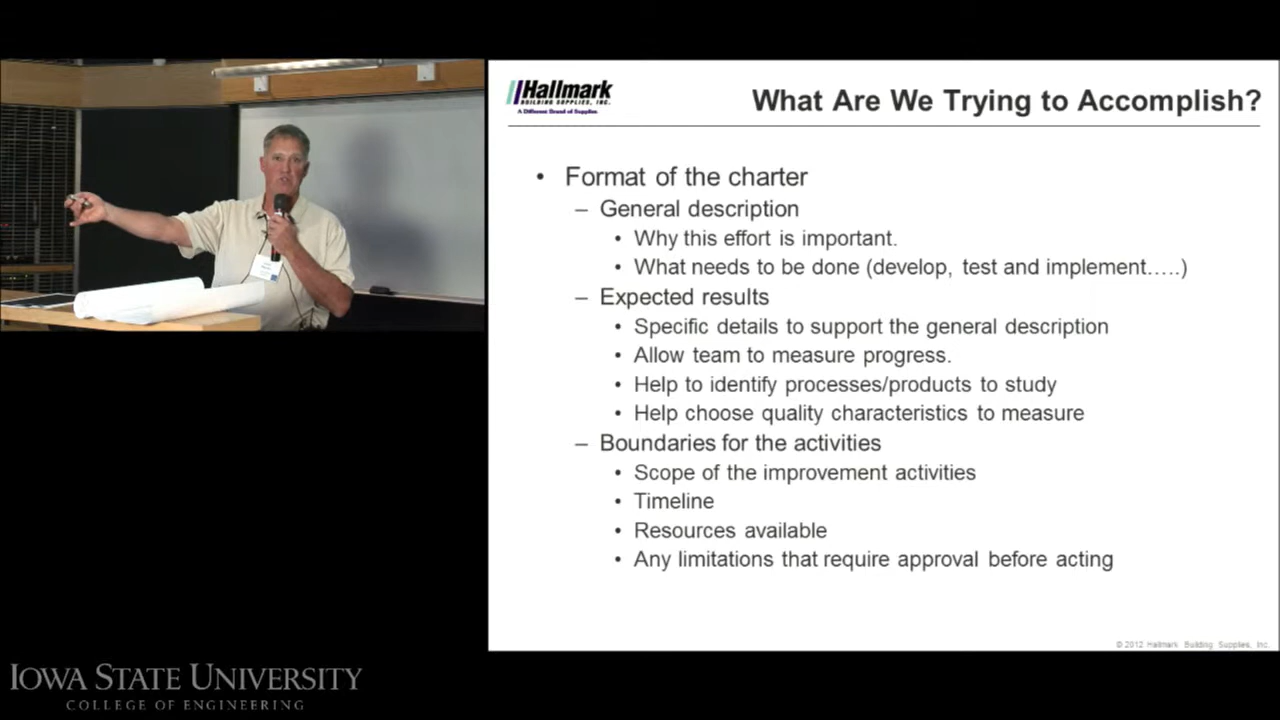 Hallmark
BUILDING SUPPLIES, INC.
A Different Brand of Supplier
What Are We Trying to Accomplish?
• Format of the charter
– General description
• Why this effort is important.
• What needs to be done (develop, test and implement…..)
– Expected results
• Specific details to support the general description
• Allow team to measure progress.
• Help to identify processes/products to study
• Help choose quality characteristics to measure
– Boundaries for the activities
• Scope of the improvement activities
• Timeline
• Resources available
• Any limitations that require approval before acting
© 2012 Hallmark Building Supplies, Inc.
IOWA STATE UNIVERSITY
COLLEGE OF ENGINEERING